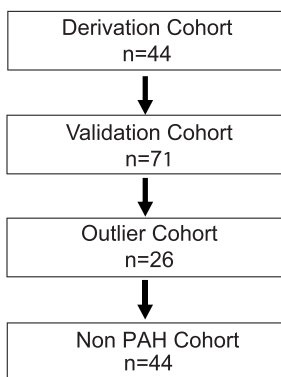 Derivation Cohort
n=44
Validation Cohort
n=71
Outlier Cohort
n=26
Non PAH Cohort
n=44